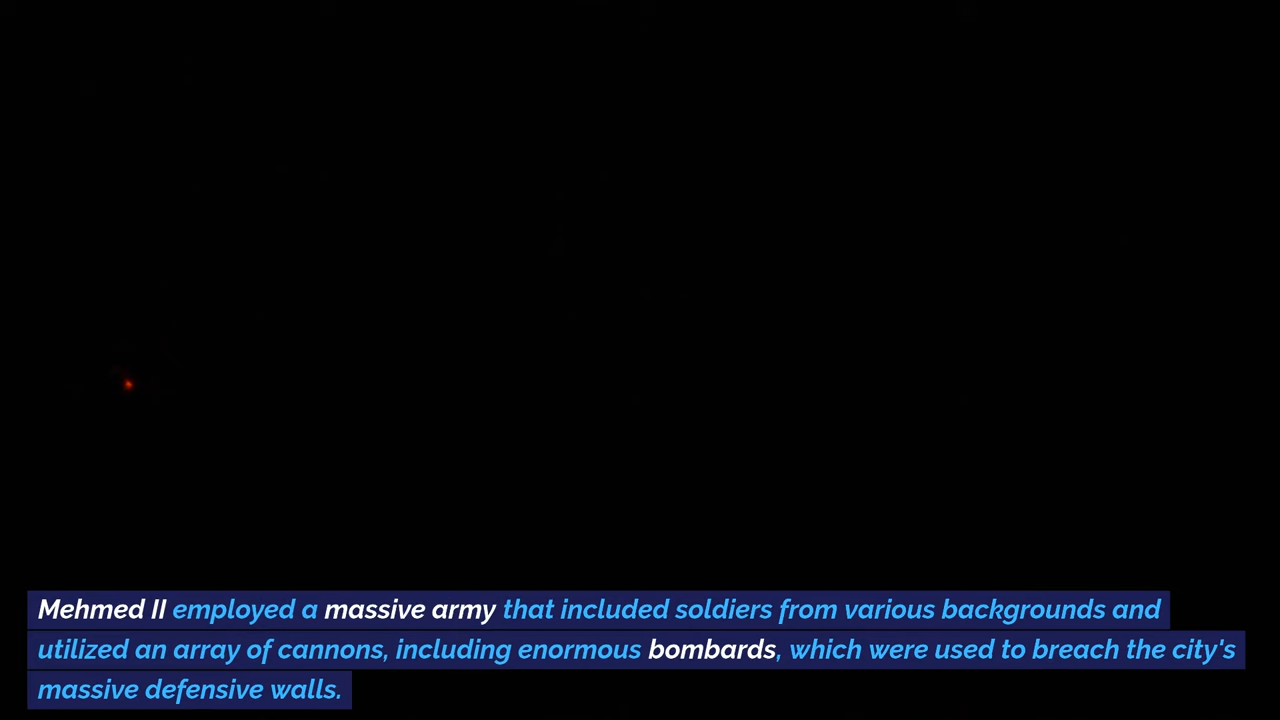 Mehmed II employed a massive army that included soldiers from various backgrounds and
utilized an array of cannons, including enormous bombards, which were used to breach the city's
massive defensive walls.